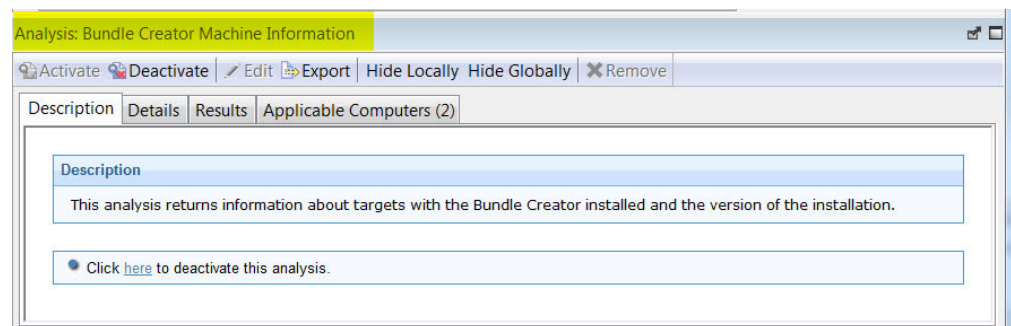 Analysis: Bundle Creator Machine Information
Activate Deactivate Edit Export Hide Locally Hide Globally Remove
Description Details Results Applicable Computers (2)
Description
This analysis returns information about targets with the Bundle Creator installed and the version of the installation.
Click here to deactivate this analysis.